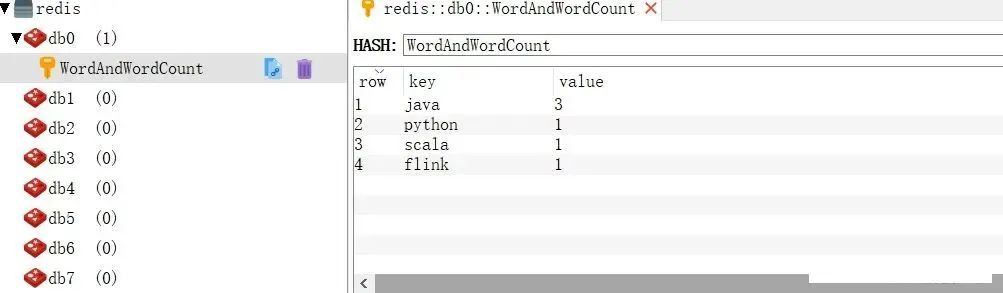 redis
db0 (1)
WordAndWordCount
db1 (0)
db2 (0)
db3 (0)
db4 (0)
db5 (0)
db6 (0)
db7 (0)
redis::db0::WordAndWordCount
HASH: WordAndWordCount
row key value
1 java 3
2 python 1
3 scala 1
4 flink 1